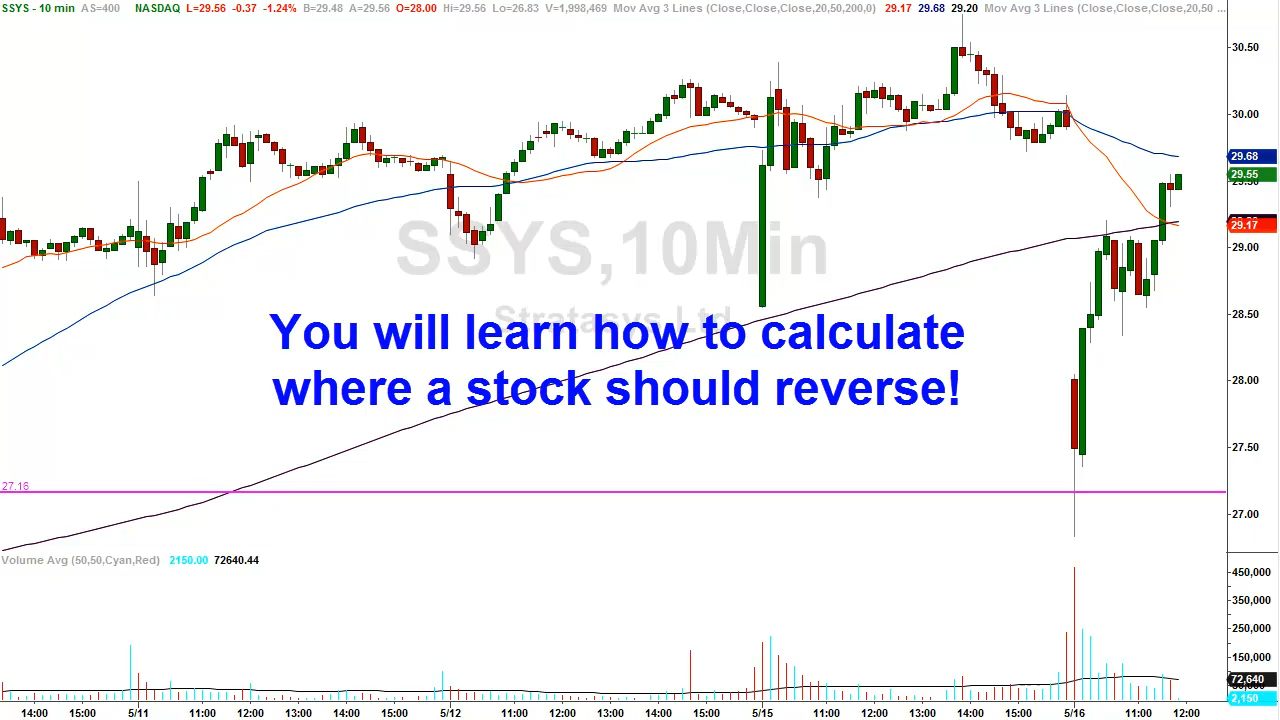 SSYS - 10 min AS=400 NASDAQ L=29.56 -0.37 -1.24% B=29.48 A=29.56 O=28.00 Hi=29.56 Lo=26.83 V=1,998,469 Mov Avg 3 Lines (Close,Close,Close,20,50,200,0) 29.17 29.68 29.20 Mov Avg 3 Lines (Close,Close,Close,20,50 ...
30.50
30.00
29.68
29.55
29.17
29.00
SSYS,10Min
Stratasys Ltd
28.50
You will learn how to calculate
where a stock should reverse!
28.00
27.50
27.16
27.00
Volume Avg (50,50,Cyan,Red) 2150.00 72640.44
450,000
350,000
250,000
150,000
72,640
2,150
14:00 15:00 5/11 11:00 12:00 13:00 14:00 15:00 5/12 11:00 12:00 13:00 14:00 15:00 5/15 11:00 12:00 13:00 14:00 15:00 5/16 11:00 12:00